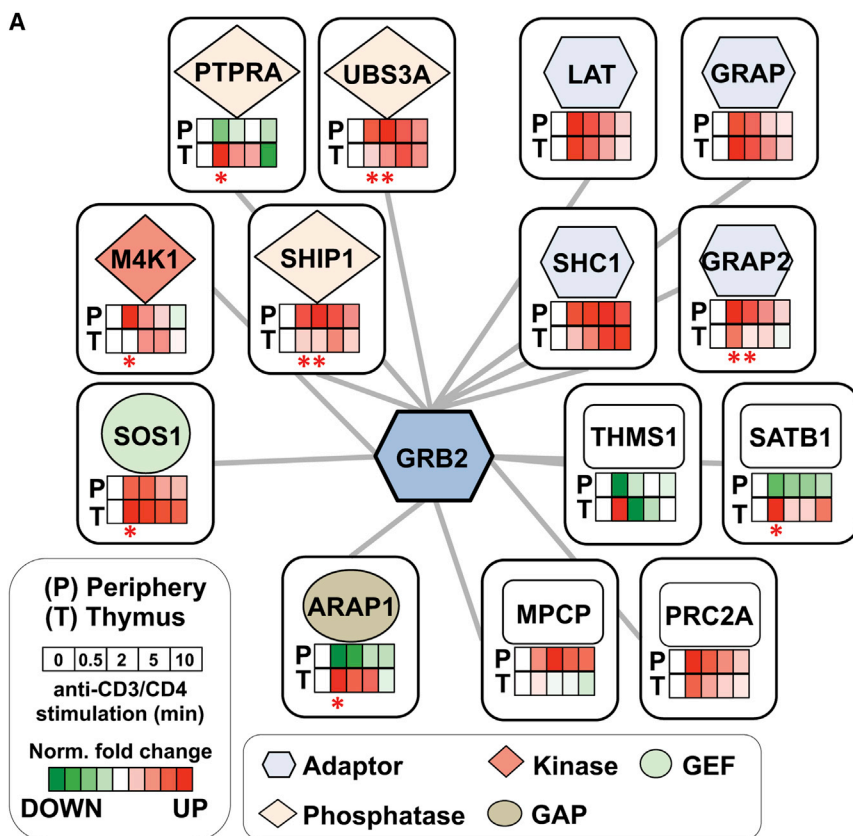 A
PTPRA
P
T
*
UBS3A
P
T
**
LAT
P
T
GRAP
P
T
M4K1
P
T
*
SHIP1
P
T
**
SHC1
P
T
GRAP2
P
T
**
SOS1
P
T
*
GRB2
THMS1
P
T
SATB1
P
T
*
ARAP1
P
T
*
MPCP
P
T
PRC2A
P
T
(P) Periphery
(T) Thymus
0 0.5 2 5 10
anti-CD3/CD4
stimulation (min)
Norm. fold change
DOWN UP
Adaptor Kinase GEF
Phosphatase GAP